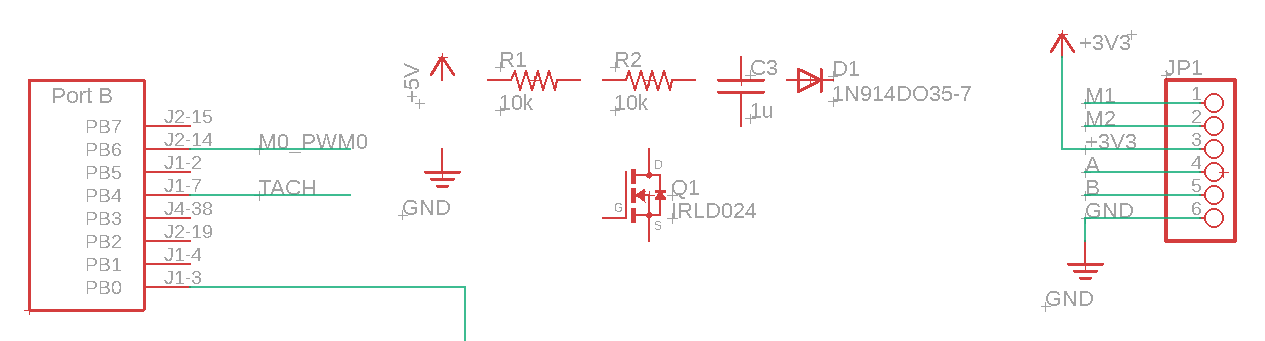 Port B
PB7
J2-15
PB6
J2-14
M0_PWM0
PB5
J1-2
PB4
J1-7
TACH
PB3
J4-38
PB2
J2-19
PB1
J1-4
PB0
J1-3
+5V
GND
R1
10k
R2
10k
C3
1u
D1
1N914DO35-7
D
G
S
Q1
IRLD024
+3V3
JP1
M1
1
M2
2
+3V3
3
A
4
B
5
GND
6
GND